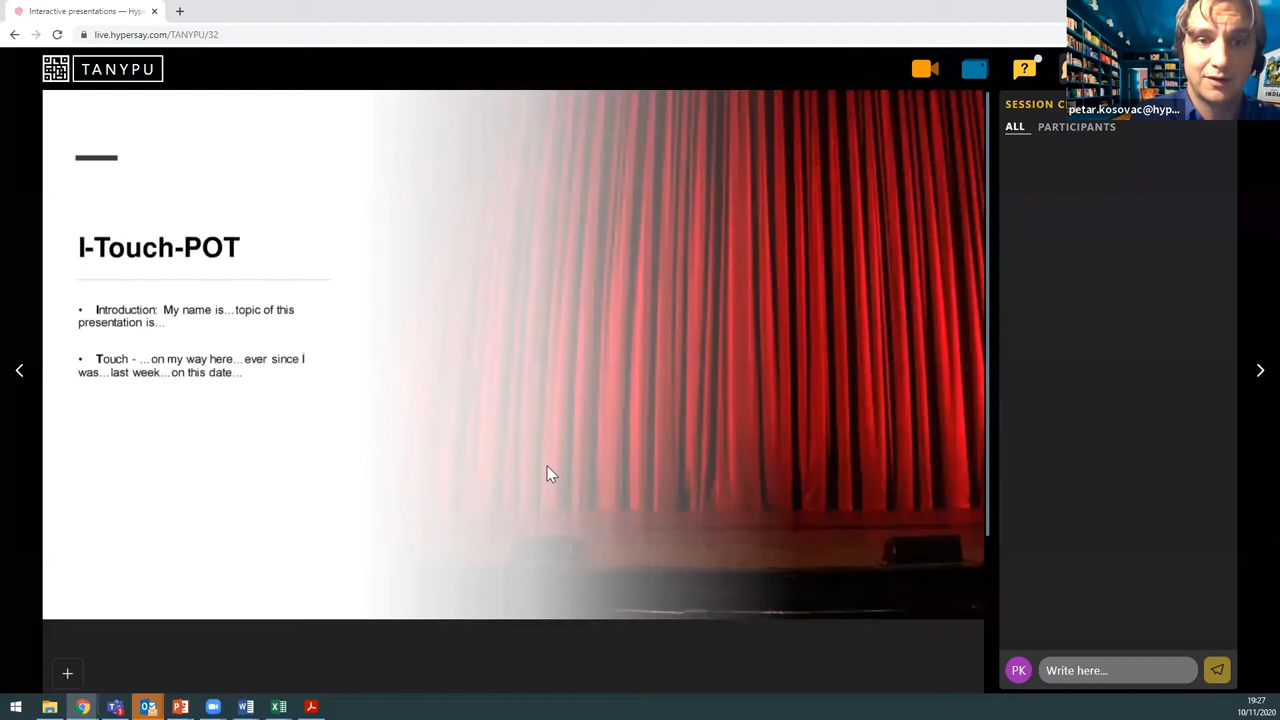 Interactive presentations — Hype
live.hypersay.com/TANYPU/32
TANYPU
?
SESSION C
petar.kosovac@hyp...
ALL PARTICIPANTS
I-Touch-POT
• Introduction: My name is...topic of this
presentation is...
• Touch - ...on my way here...ever since I
was...last week...on this date...
PK
Write here...
19:27
10/11/2020